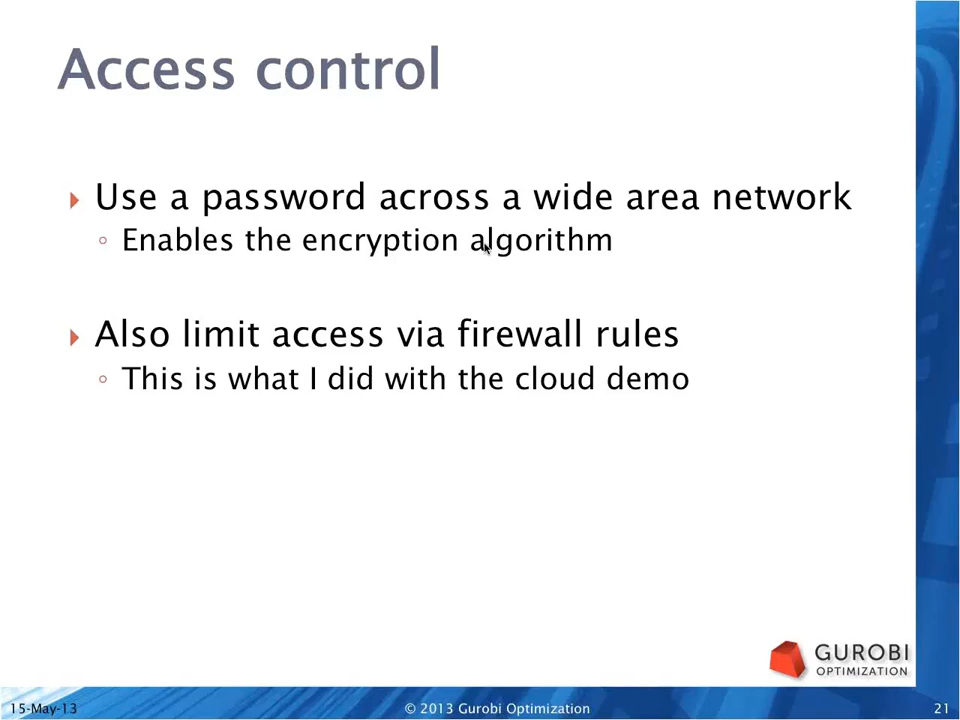 Access control
Use a password across a wide area network
Enables the encryption algorithm
Also limit access via firewall rules
This is what I did with the cloud demo
GUROBI
OPTIMIZATION
15-May-13
© 2013 Gurobi Optimization
21